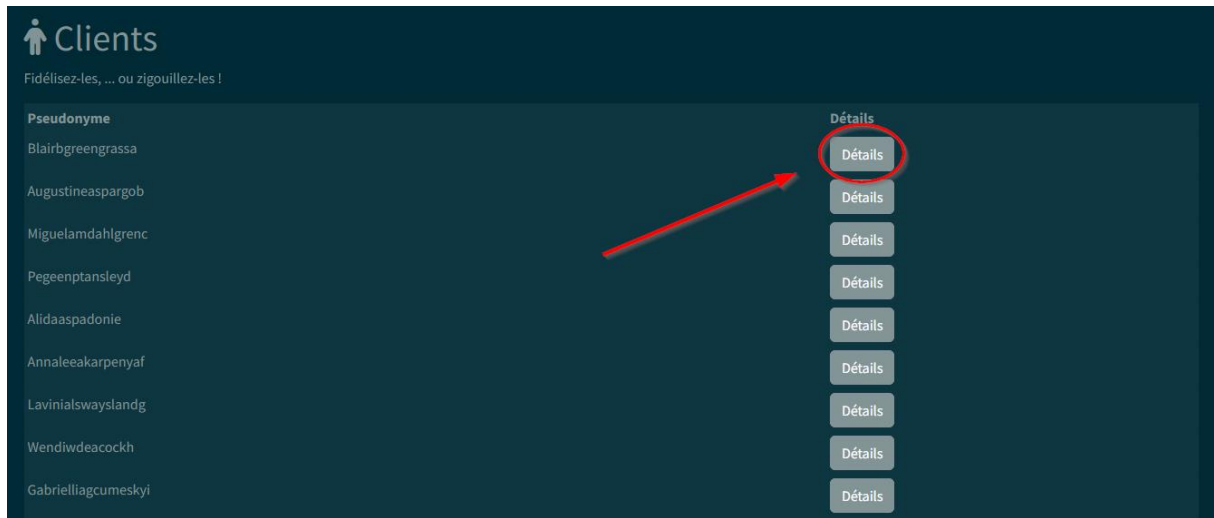 Clients
Fidélisez-les, ... ou zigouillez-les !
Pseudonyme Détails
Blairbgreengrassa Détails
Augustineaspargob Détails
Miguelamdahlgrenc Détails
Pegeenptansleyd Détails
Alidaaspadonie Détails
Annaleeakarpenyaf Détails
Lavinialswayslandg Détails
Wendiwdeacockh Détails
Gabrielliagcumeskyi Détails